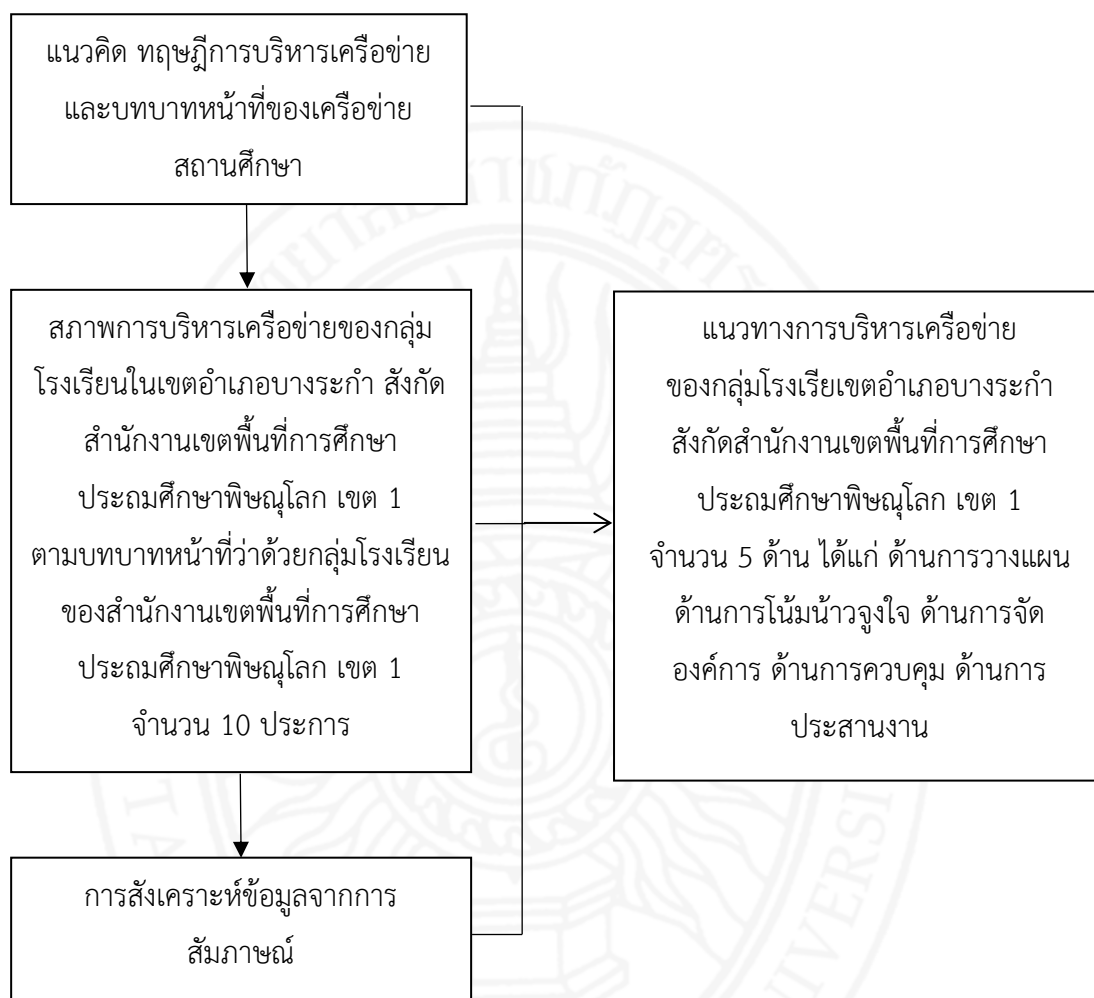 แนวคิด ทฤษฎีการบริหารเครือข่าย
และบทบาทหน้าที่ของเครือข่าย
สถานศึกษา
สภาพการบริหารเครือข่ายของกลุ่ม
โรงเรียนในเขตอำเภอบางระกำ สังกัด
สำนักงานเขตพื้นที่การศึกษา
ประถมศึกษาพิษณุโลก เขต 1
ตามบทบาทหน้าที่ว่าด้วยกลุ่มโรงเรียน
ของสำนักงานเขตพื้นที่การศึกษา
ประถมศึกษาพิษณุโลก เขต 1
จำนวน 10 ประการ
การสังเคราะห์ข้อมูลจากการ
สัมภาษณ์
แนวทางการบริหารเครือข่าย
ของกลุ่มโรงเรียเขตอำเภอบางระกำ
สังกัดสำนักงานเขตพื้นที่การศึกษา
ประถมศึกษาพิษณุโลก เขต 1
จำนวน 5 ด้าน ได้แก่ ด้านการวางแผน
ด้านการโน้มน้าวจูงใจ ด้านการจัด
องค์การ ด้านการควบคุม ด้านการ
ประสานงาน